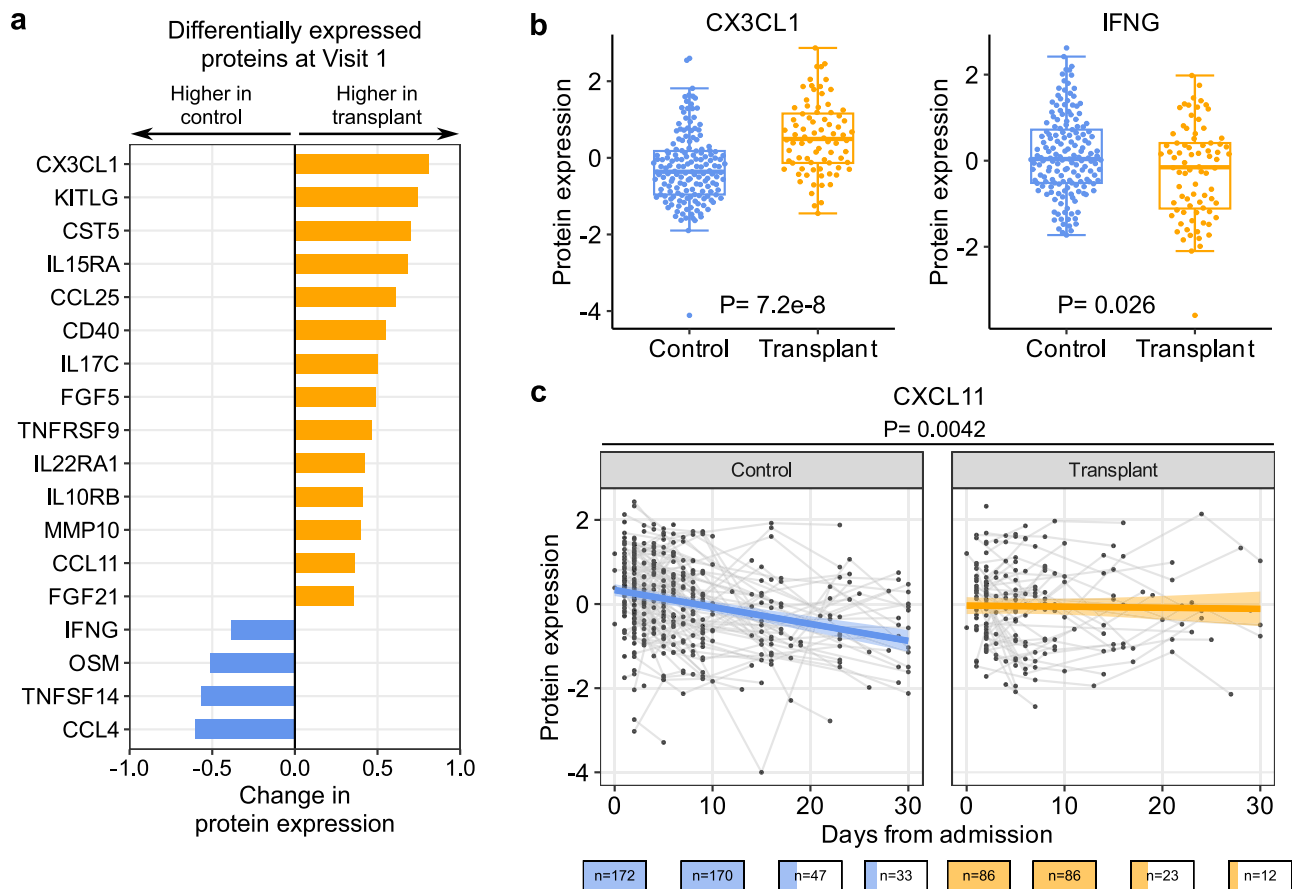 a
Differentially expressed
proteins at Visit 1
Higher in
control
Higher in
transplant
CX3CL1
KITLG
CST5
IL15RA
CCL25
CD40
IL17C
FGF5
TNFRSF9
IL22RA1
IL10RB
MMP10
CCL11
FGF21
IFNG
OSM
TNFSF14
CCL4
-1.0 -0.5 0.0 0.5 1.0
Change in
protein expression
b
CX3CL1
Protein expression
2
0
-2
-4
P= 7.2e-8
Control Transplant
IFNG
Protein expression
2
0
-2
P= 0.026
Control Transplant
c
CXCL11
P= 0.0042
Control Transplant
Protein expression
2
0
-2
-4
0 10 20 30 0 10 20 30
Days from admission
n=172 n=170 n=47 n=33 n=86 n=86 n=23 n=12